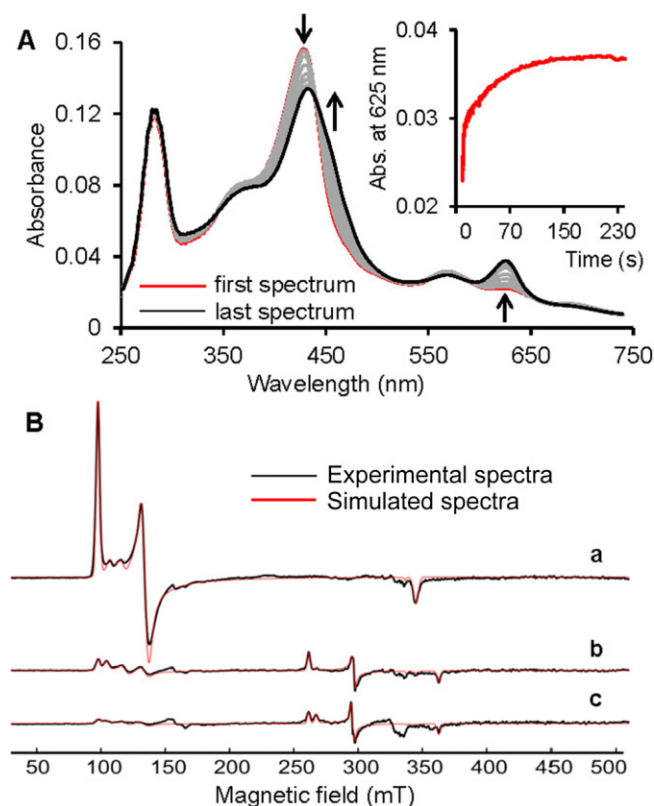 A
Absorbance
0.16
0.12
0.08
0.04
0
first spectrum
last spectrum
250 350 450 550 650 750
Wavelength (nm)
Abs. at 625 nm
0.04
0.03
0.02
0 70 150 230
Time (s)
B
Experimental spectra
Simulated spectra
a
b
c
50 100 150 200 250 300 350 400 450 500
Magnetic field (mT)